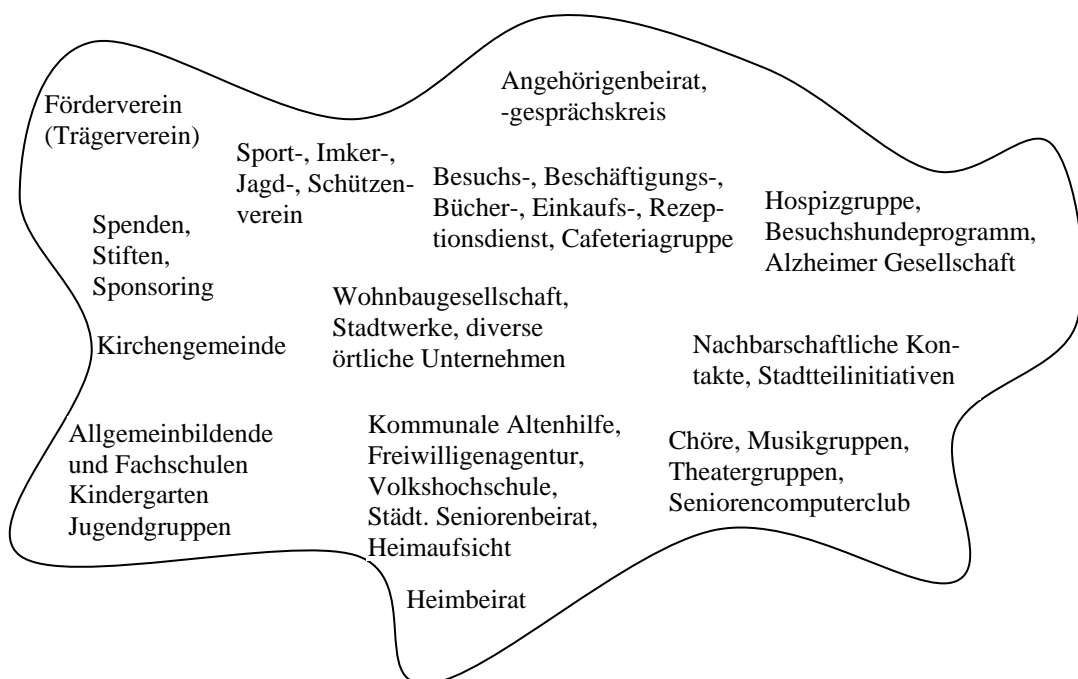 Förderverein
(Trägerverein)
Angehörigenbeirat,
-gesprächskreis
Sport-, Imker-,
Jagd-, Schützen-
verein
Besuchs-, Beschäftigungs-,
Bücher-, Einkaufs-, Rezep-
tionsdienst, Cafeteriagruppe
Hospizgruppe,
Besuchshundeprogramm,
Alzheimer Gesellschaft
Spenden,
Stiften,
Sponsoring
Kirchengemeinde
Wohnbaugesellschaft,
Stadtwerke, diverse
örtliche Unternehmen
Nachbarschaftliche Kon-
takte, Stadtteilinitiativen
Allgemeinbildende
und Fachschulen
Kindergarten
Jugendgruppen
Kommunale Altenhilfe,
Freiwilligenagentur,
Volkshochschule,
Städt. Seniorenbeirat,
Heimaufsicht
Chöre, Musikgruppen,
Theatergruppen,
Seniorencomputerclub
Heimbeirat